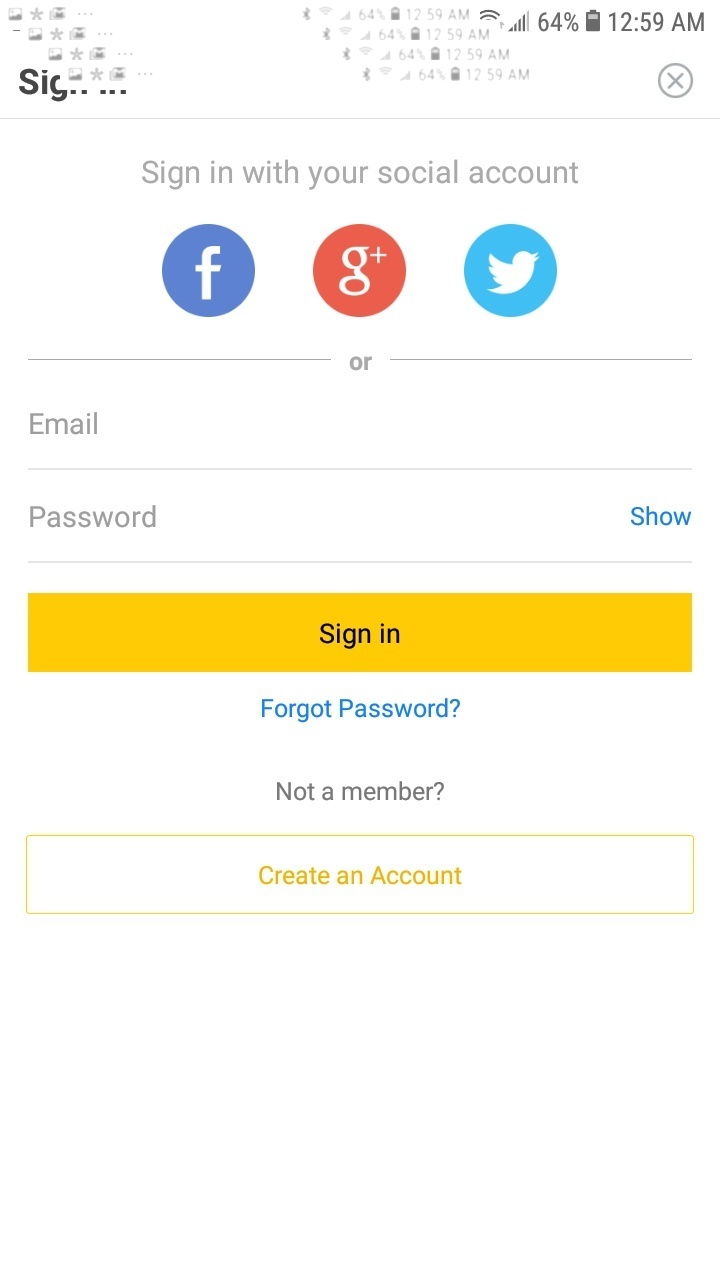 64% 12:59 AM
64% 12 59 AM
64% 12 59 AM
64% 12 59 AM
64% 12 59 AM
Sign in
Sign in with your social account
f g+
or
Email
Password Show
Sign in
Forgot Password?
Not a member?
Create an Account